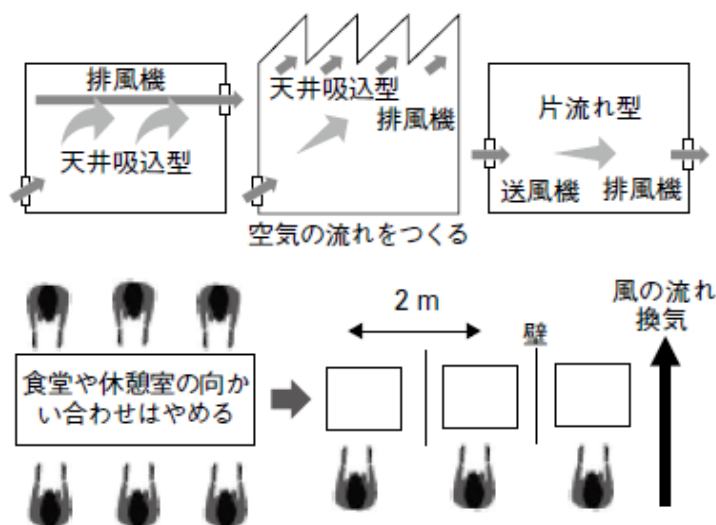 排風機
天井吸込型
天井吸込型
排風機
片流れ型
送風機
排風機
空気の流れをつくる
食堂や休憩室の向か
い合わせはやめる
2 m
壁
風の流れ
換気